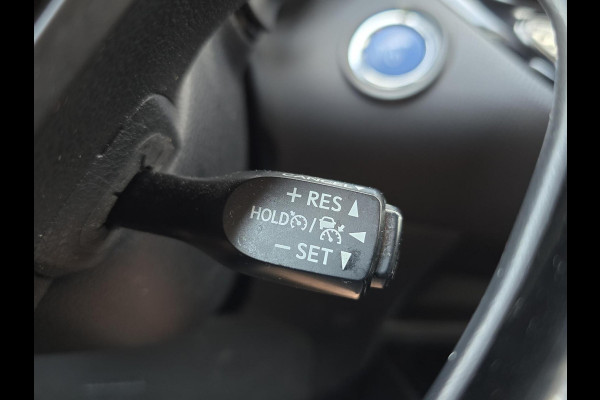 + RES ▲
HOLD / ◄
− SET ▼